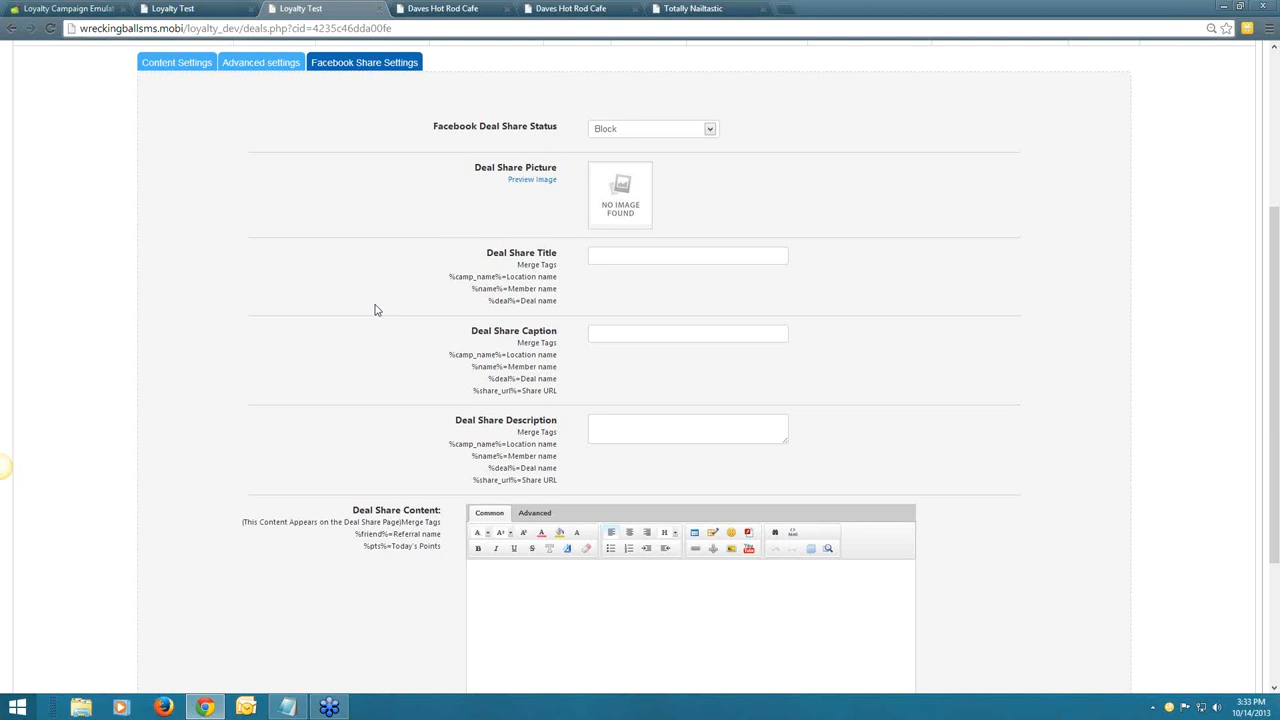 Loyalty Campaign Emula
Loyalty Test
Loyalty Test
Daves Hot Rod Cafe
Daves Hot Rod Cafe
Totally Nailtastic
wreckingballsms.mobi/loyalty_dev/deals.php?cid=4235c46dda00fe
Content Settings
Advanced settings
Facebook Share Settings
Facebook Deal Share Status
Block
Deal Share Picture
Preview Image
NO IMAGE
FOUND
Deal Share Title
Merge Tags
%camp_name%=Location name
%name%=Member name
%deal%=Deal name
Deal Share Caption
Merge Tags
%camp_name%=Location name
%name%=Member name
%deal%=Deal name
%share_url%=Share URL
Deal Share Description
Merge Tags
%camp_name%=Location name
%name%=Member name
%deal%=Deal name
%share_url%=Share URL
Deal Share Content:
(This Content Appears on the Deal Share Page)Merge Tags
%friend%=Referral name
%pts%=Today's Points
Common
Advanced
3:33 PM
10/14/2013